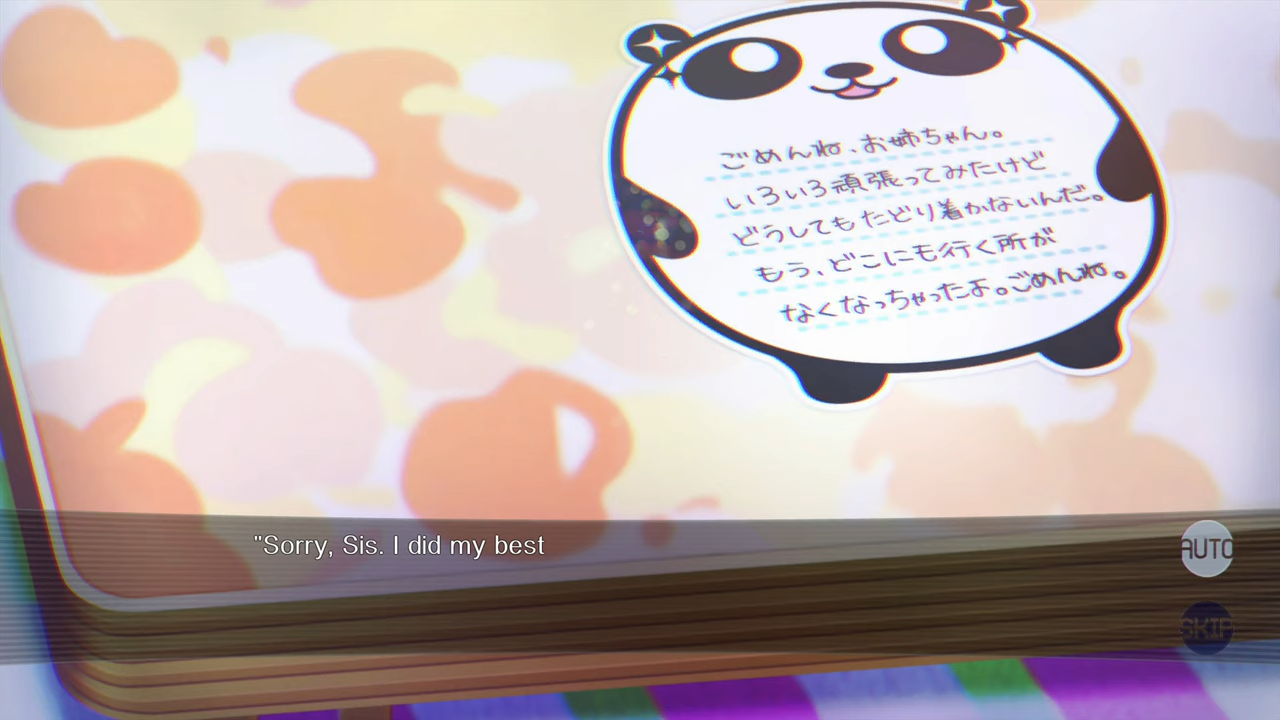 ごめんね、お姉ちゃん。
いろいろ頑張ってみたけど
どうしてもたどり着かないんだ。
もう、どこにも行く所が
なくなっちゃったよ。ごめんね。
"Sorry, Sis. I did my best
AUTO
SKIP